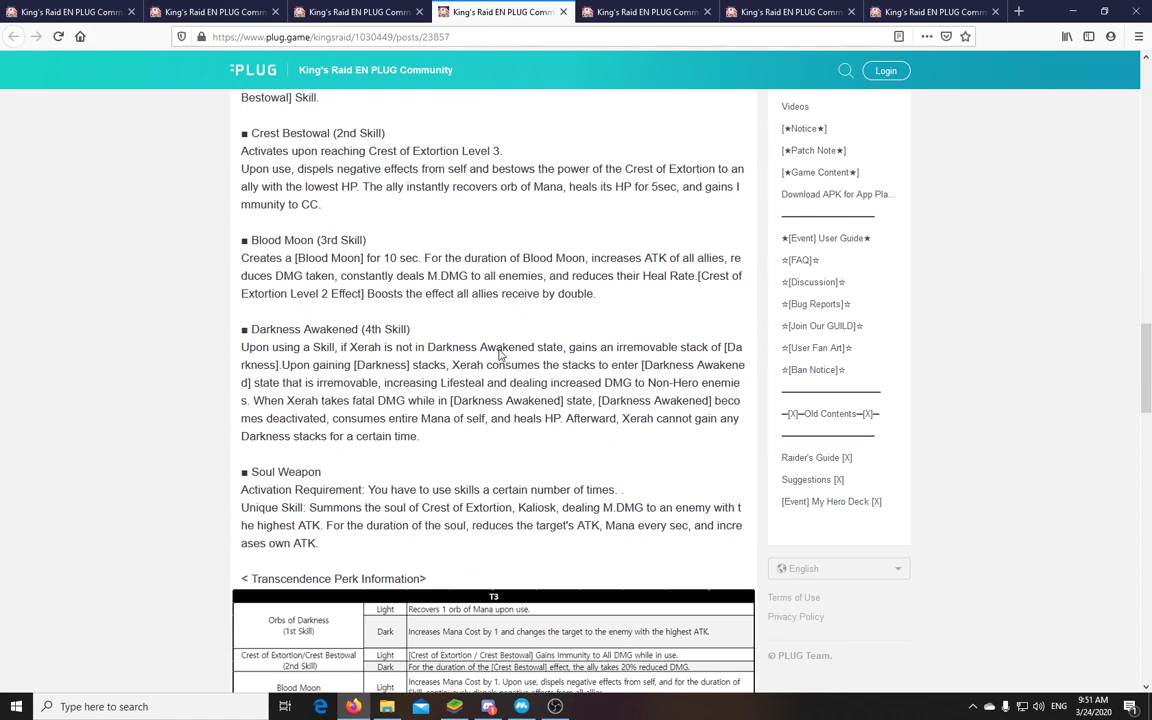 King's Raid EN PLUG Comm
King's Raid EN PLUG Commu
King's Raid EN PLUG Commu
King's Raid EN PLUG Commu
King's Raid EN PLUG Commu
King's Raid EN PLUG Commu
King's Raid EN PLUG Commu
https://www.plug.game/kingsraid/1030449/posts/23857
PLUG
King's Raid EN PLUG Community
Login
Bestowal] Skill.
■ Crest Bestowal (2nd Skill)
Activates upon reaching Crest of Extortion Level 3.
Upon use, dispels negative effects from self and bestows the power of the Crest of Extortion to an
ally with the lowest HP. The ally instantly recovers orb of Mana, heals its HP for 5sec, and gains I
mmunity to CC.
■ Blood Moon (3rd Skill)
Creates a [Blood Moon] for 10 sec. For the duration of Blood Moon, increases ATK of all allies, re
duces DMG taken, constantly deals M.DMG to all enemies, and reduces their Heal Rate.[Crest of
Extortion Level 2 Effect] Boosts the effect all allies receive by double.
■ Darkness Awakened (4th Skill)
Upon using a Skill, if Xerah is not in Darkness Awakened state, gains an irremovable stack of [Da
rkness].Upon gaining [Darkness] stacks, Xerah consumes the stacks to enter [Darkness Awakene
d] state that is irremovable, increasing Lifesteal and dealing increased DMG to Non-Hero enemie
s. When Xerah takes fatal DMG while in [Darkness Awakened] state, [Darkness Awakened] beco
mes deactivated, consumes entire Mana of self, and heals HP. Afterward, Xerah cannot gain any
Darkness stacks for a certain time.
■ Soul Weapon
Activation Requirement: You have to use skills a certain number of times. .
Unique Skill: Summons the soul of Crest of Extortion, Kaliosk, dealing M.DMG to an enemy with t
he highest ATK. For the duration of the soul, reduces the target's ATK, Mana every sec, and incre
ases own ATK.
< Transcendence Perk Information>
T3
Orbs of Darkness
(1st Skill)
Light
Recovers 1 orb of Mana upon use.
Dark
Increases Mana Cost by 1 and changes the target to the enemy with the highest ATK.
Crest of Extortion/Crest Bestowal
(2nd Skill)
Light
[Crest of Extortion / Crest Bestowal] Gains Immunity to All DMG while in use.
Dark
For the duration of the [Crest Bestowal] effect, the ally takes 20% reduced DMG.
Blood Moon
Light
Increases Mana Cost by 1. Upon use, dispels negative effects from self, and for the duration of
Videos
[★Notice★]
[★Patch Note★]
[★Game Content★]
Download APK for App Pla...
★[Event] User Guide★
☆[FAQ]☆
☆[Discussion]☆
☆[Bug Reports]☆
☆[Join Our GUILD]☆
☆[User Fan Art]☆
☆[Ban Notice]☆
━[X]━Old Contents━[X]━
Raider's Guide [X]
Suggestions [X]
[Event] My Hero Deck [X]
English
Terms of Use
Privacy Policy
© PLUG Team.
Type here to search
ENG
9:51 AM
3/24/2020